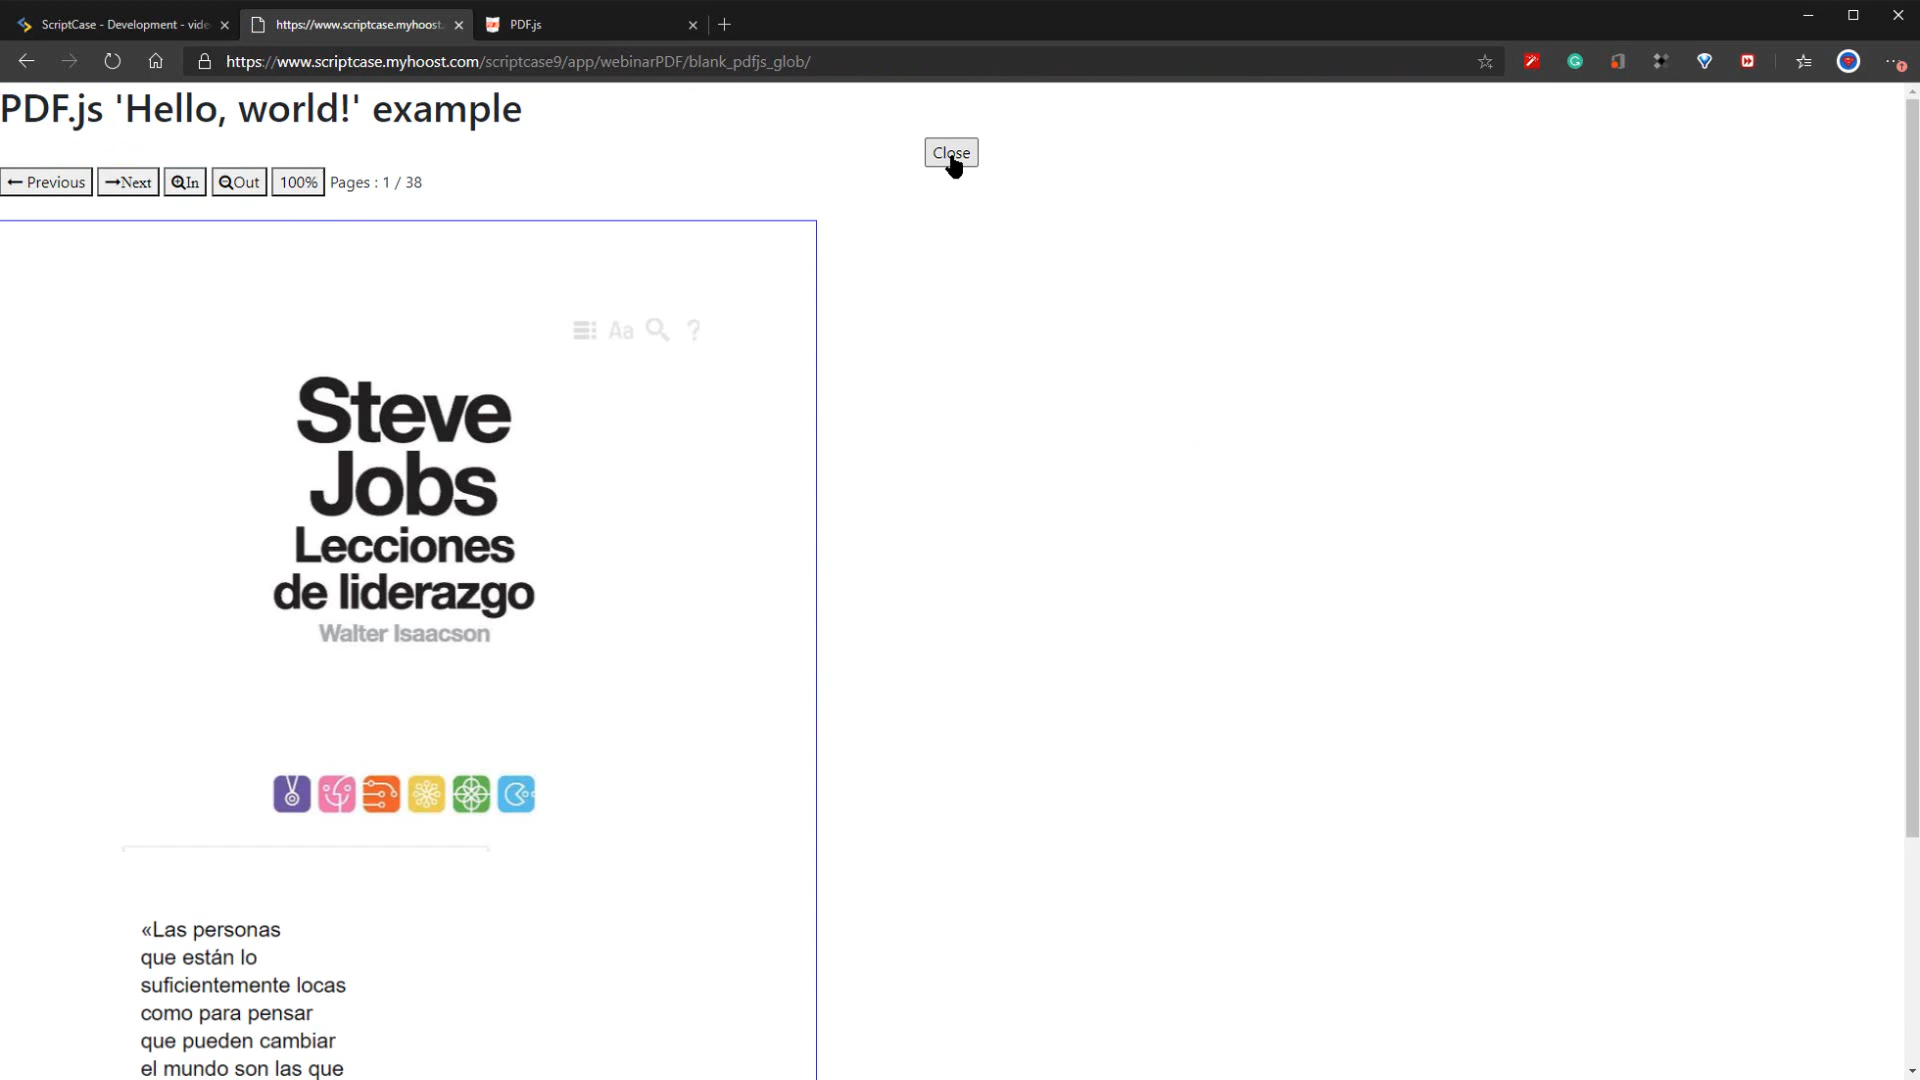 ScriptCase - Development - vide
https://www.scriptcase.myhoost.
PDF.js
https://www.scriptcase.myhoost.com/scriptcase9/app/webinarPDF/blank_pdfjs_glob/
PDF.js 'Hello, world!' example
Close
Previous
Next
In
Out
100%
Pages : 1 / 38
Aa
?
Steve
Jobs
Lecciones
de liderazgo
Walter Isaacson
«Las personas
que están lo
suficientemente locas
como para pensar
que pueden cambiar
el mundo son las que